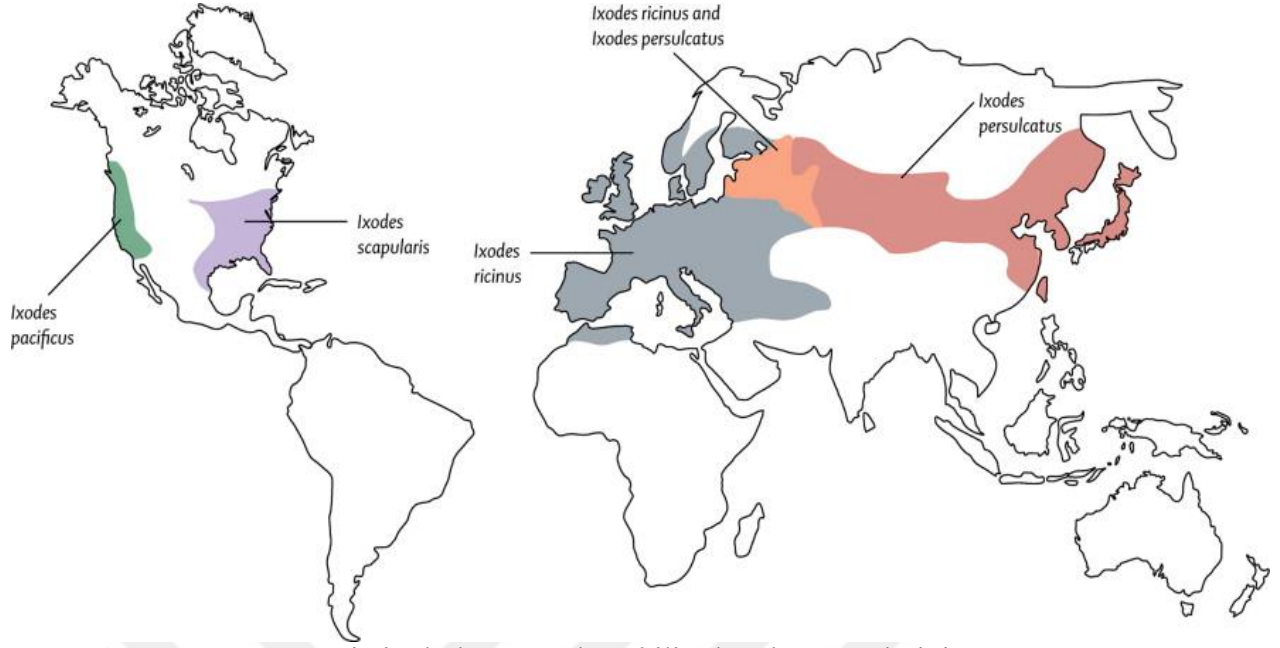 Ixodes ricinus and
Ixodes persulcatus
Ixodes
persulcatus
Ixodes
scapularis
Ixodes
ricinus
Ixodes
pacificus